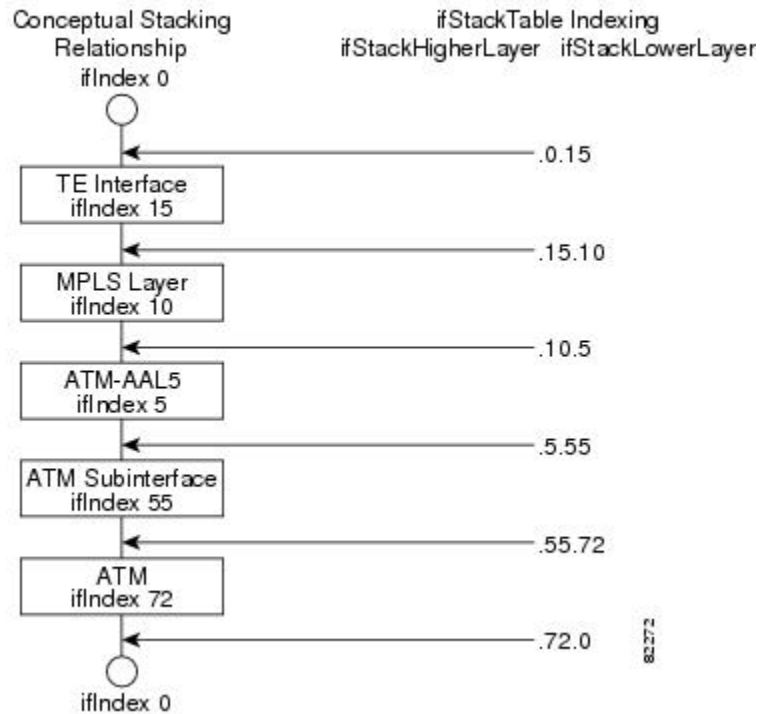 Conceptual Stacking
Relationship
ifIndex 0
ifStackTable Indexing
ifStackHigherLayer ifStackLowerLayer
.0.15
TE Interface
ifIndex 15
.15.10
MPLS Layer
ifIndex 10
.10.5
ATM-AAL5
ifIndex 5
.5.55
ATM Subinterface
ifIndex 55
.55.72
ATM
ifIndex 72
.72.0
82272
ifIndex 0